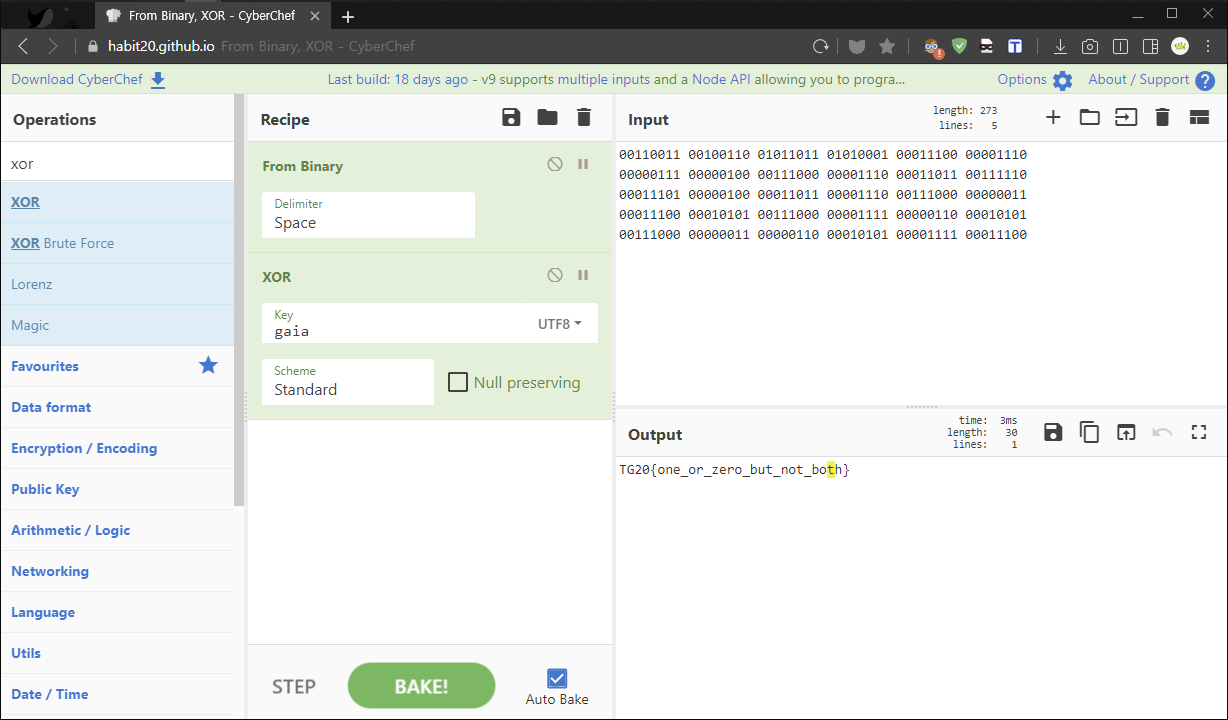 From Binary, XOR - CyberChef
habit20.github.io From Binary, XOR - CyberChef
Download CyberChef
Last build: 18 days ago - v9 supports multiple inputs and a Node API allowing you to progra...
Options
About / Support
Operations
xor
XOR
XOR Brute Force
Lorenz
Magic
Favourites
Data format
Encryption / Encoding
Public Key
Arithmetic / Logic
Networking
Language
Utils
Date / Time
Recipe
From Binary
Delimiter
Space
XOR
Key
gaia
UTF8
Scheme
Standard
Null preserving
STEP
BAKE!
Auto Bake
Input
length: 273
lines: 5
00110011 00100110 01011011 01010001 00011100 00001110
00000111 00000100 00111000 00001110 00011011 00111110
00011101 00000100 00011011 00001110 00111000 00000011
00011100 00010101 00111000 00001111 00000110 00010101
00111000 00000011 00000110 00010101 00001111 00011100
Output
time: 3ms
length: 30
lines: 1
TG20{one_or_zero_but_not_both}